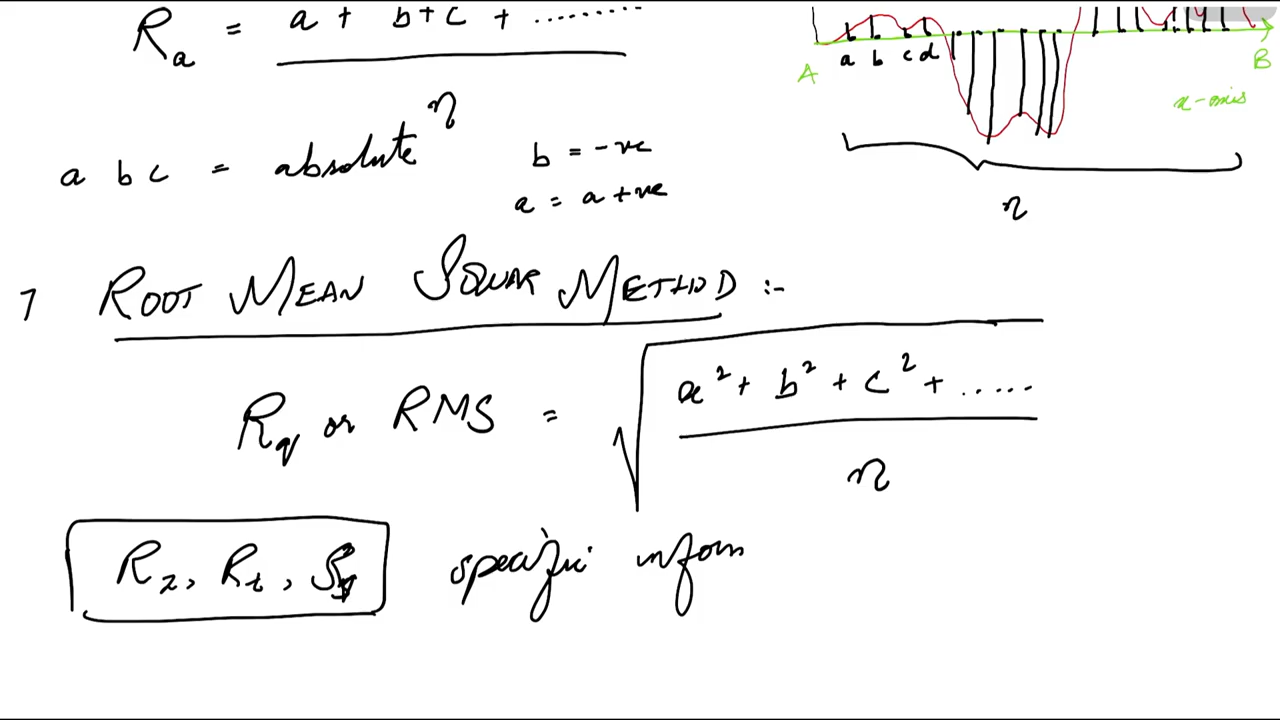 Ra = a + b + c + ........
n
a b c = absolute
b = -ve
a = a +ve
A a b c d B
x-axis
n
7 ROOT MEAN SQUAR METHOD :-
Rq or RMS = √ a² + b² + c² + .....
n
Rz, Rt, specific inform